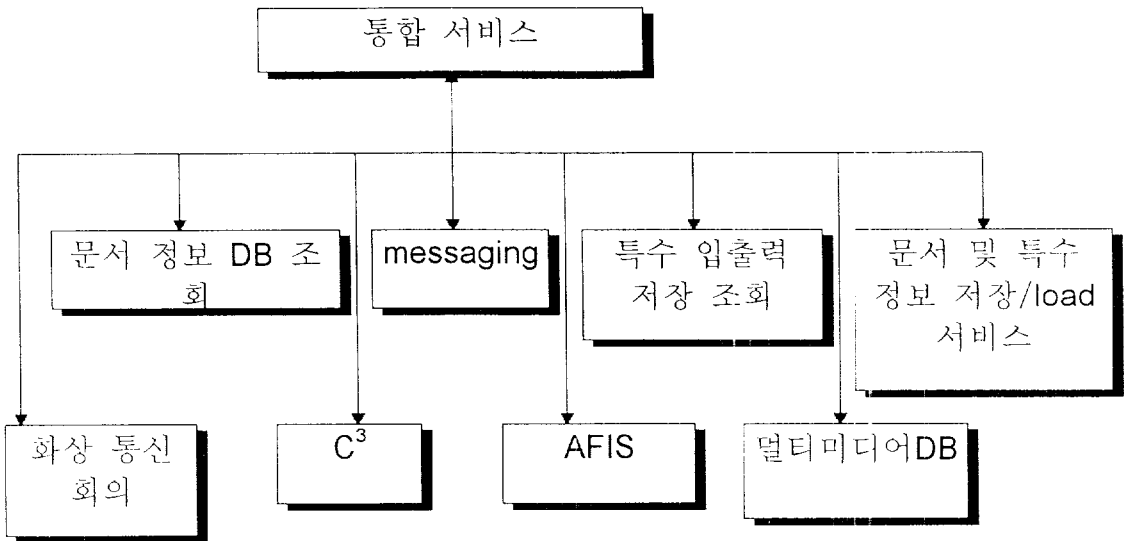 통합 서비스
문서 정보 DB 조
회
messaging
특수 입출력
저장 조회
문서 및 특수
정보 저장/load
서비스
화상 통신
회의
C³
AFIS
멀티미디어DB